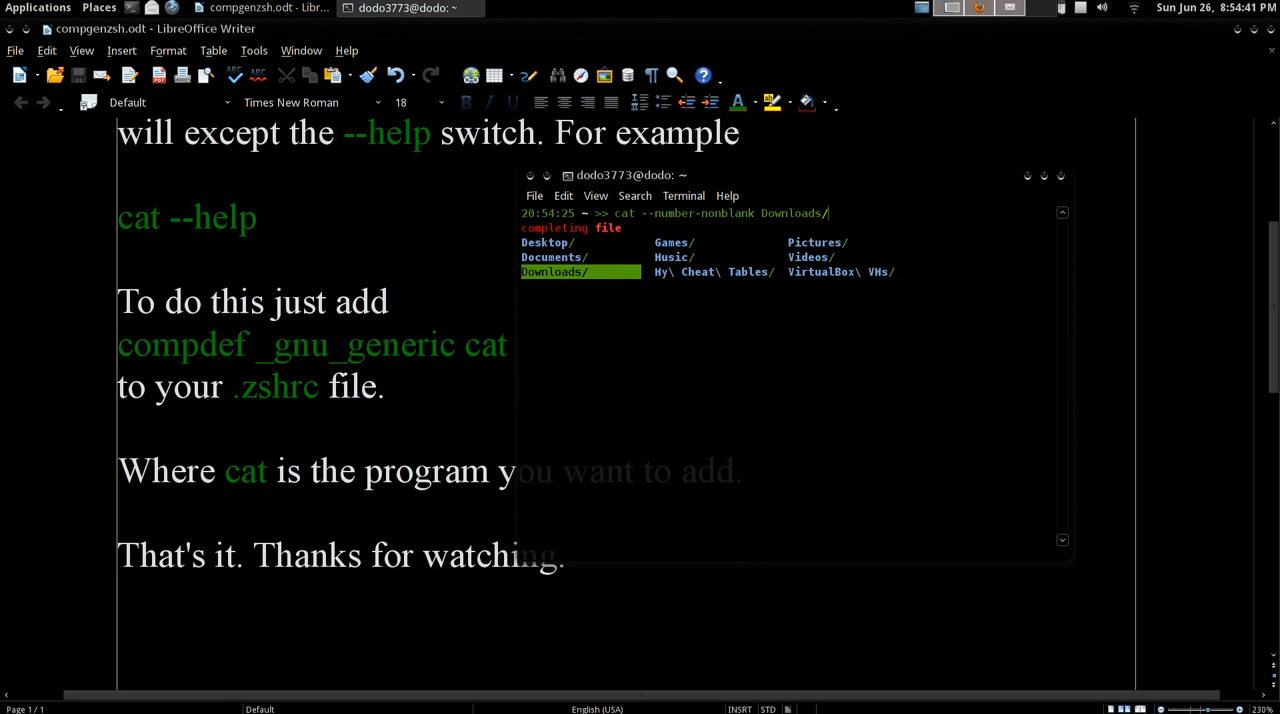 Applications Places compgenzsh.odt - Libr... dodo3773@dodo: ~ Sun Jun 26, 8:54:41 PM
compgenzsh.odt - LibreOffice Writer
File Edit View Insert Format Table Tools Window Help
Default Times New Roman 18
will except the --help switch. For example
cat --help
To do this just add
compdef _gnu_generic cat
to your .zshrc file.
Where cat is the program you want to add.
That's it. Thanks for watching.
dodo3773@dodo: ~
File Edit View Search Terminal Help
20:54:25 ~ >> cat --number-nonblank Downloads/
completing file
Desktop/ Games/ Pictures/
Documents/ Music/ Videos/
Downloads/ My\ Cheat\ Tables/ VirtualBox\ VMs/
Page 1 / 1 Default English (USA) INSRT STD 230%